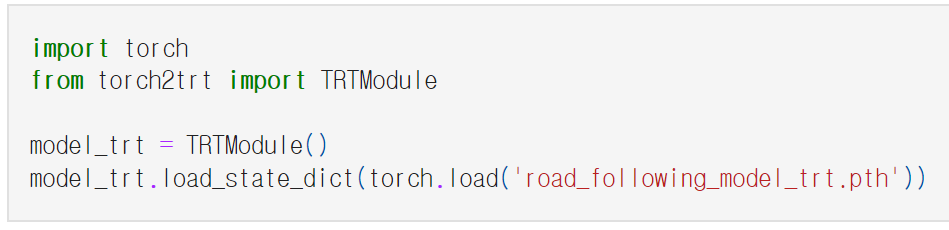 import torch
from torch2trt import TRTModule
model_trt = TRTModule()
model_trt.load_state_dict(torch.load('road_following_model_trt.pth'))